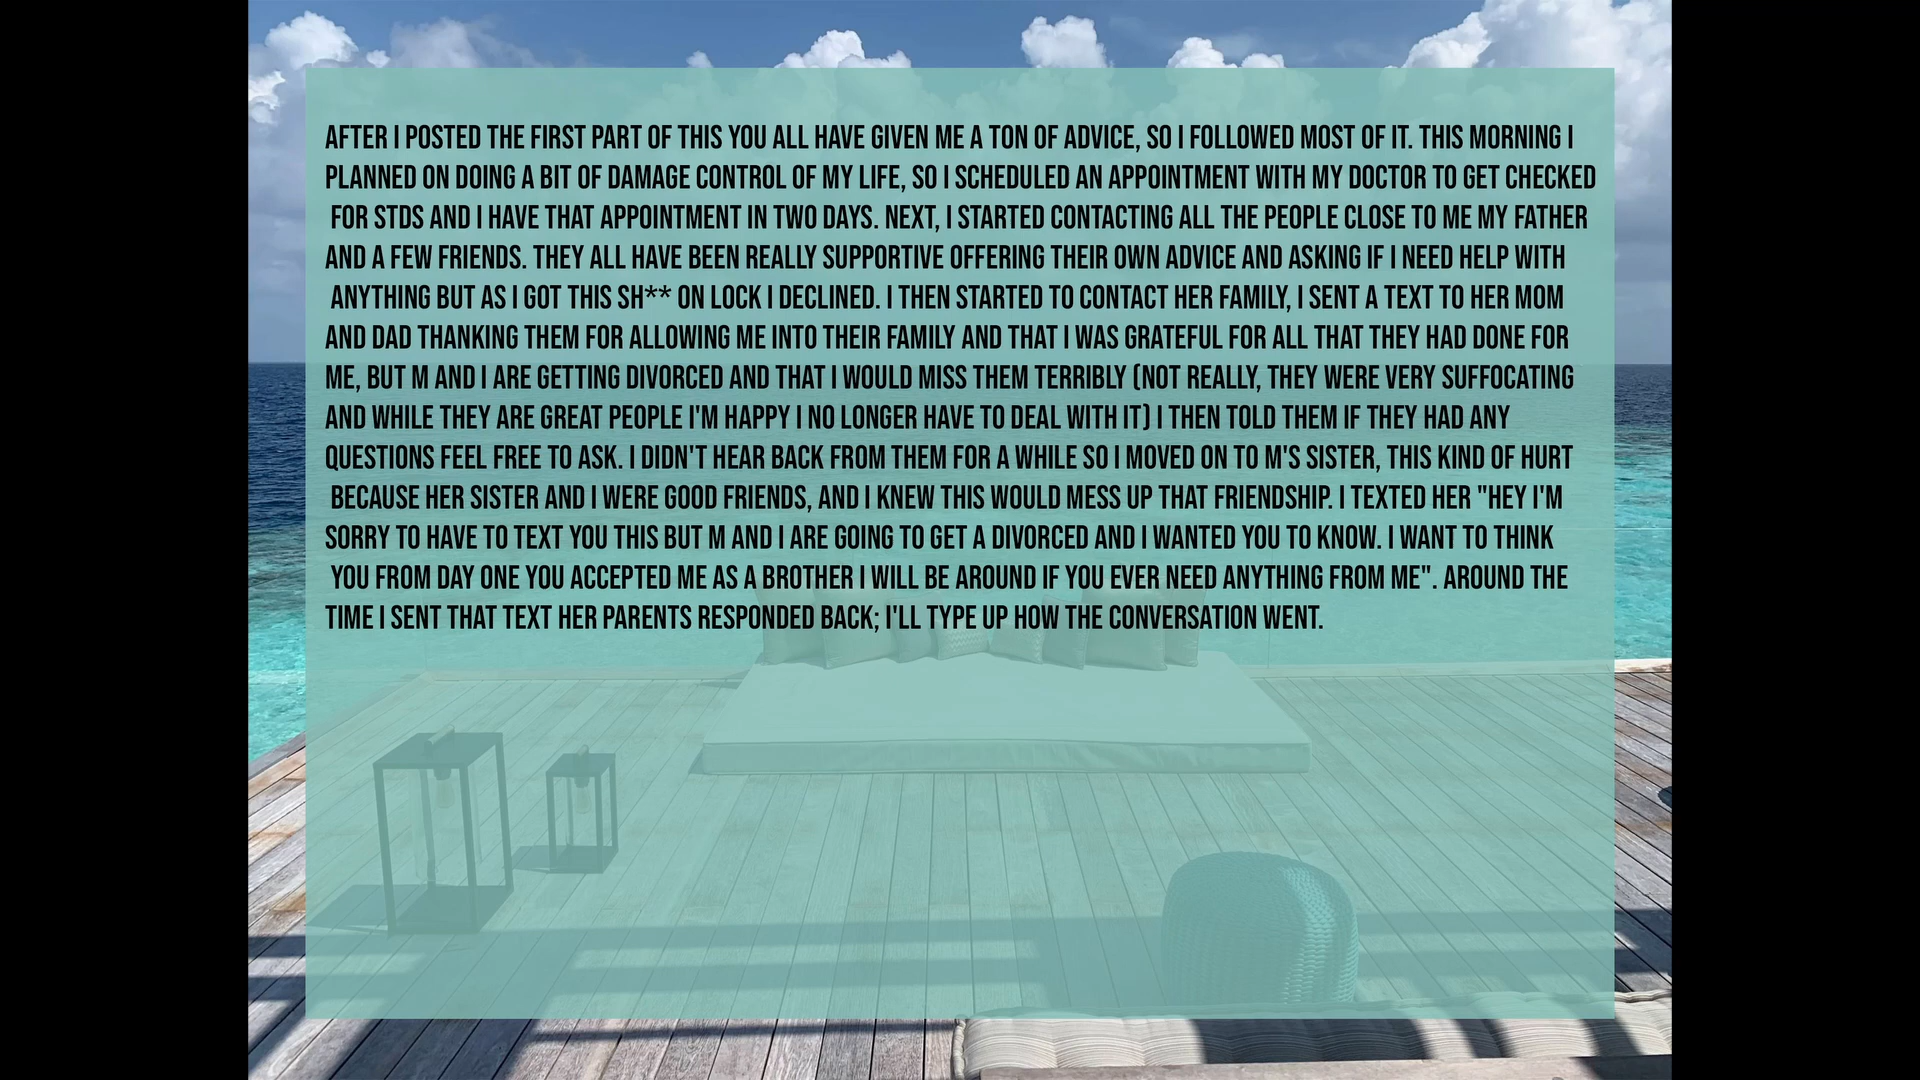 AFTER I POSTED THE FIRST PART OF THIS YOU ALL HAVE GIVEN ME A TON OF ADVICE, SO I FOLLOWED MOST OF IT. THIS MORNING I
PLANNED ON DOING A BIT OF DAMAGE CONTROL OF MY LIFE, SO I SCHEDULED AN APPOINTMENT WITH MY DOCTOR TO GET CHECKED
FOR STDS AND I HAVE THAT APPOINTMENT IN TWO DAYS. NEXT, I STARTED CONTACTING ALL THE PEOPLE CLOSE TO ME MY FATHER
AND A FEW FRIENDS. THEY ALL HAVE BEEN REALLY SUPPORTIVE OFFERING THEIR OWN ADVICE AND ASKING IF I NEED HELP WITH
ANYTHING BUT AS I GOT THIS SH** ON LOCK I DECLINED. I THEN STARTED TO CONTACT HER FAMILY, I SENT A TEXT TO HER MOM
AND DAD THANKING THEM FOR ALLOWING ME INTO THEIR FAMILY AND THAT I WAS GRATEFUL FOR ALL THAT THEY HAD DONE FOR
ME, BUT M AND I ARE GETTING DIVORCED AND THAT I WOULD MISS THEM TERRIBLY (NOT REALLY, THEY WERE VERY SUFFOCATING
AND WHILE THEY ARE GREAT PEOPLE I'M HAPPY I NO LONGER HAVE TO DEAL WITH IT) I THEN TOLD THEM IF THEY HAD ANY
QUESTIONS FEEL FREE TO ASK. I DIDN'T HEAR BACK FROM THEM FOR A WHILE SO I MOVED ON TO M'S SISTER, THIS KIND OF HURT
BECAUSE HER SISTER AND I WERE GOOD FRIENDS, AND I KNEW THIS WOULD MESS UP THAT FRIENDSHIP. I TEXTED HER "HEY I'M
SORRY TO HAVE TO TEXT YOU THIS BUT M AND I ARE GOING TO GET A DIVORCED AND I WANTED YOU TO KNOW. I WANT TO THINK
YOU FROM DAY ONE YOU ACCEPTED ME AS A BROTHER I WILL BE AROUND IF YOU EVER NEED ANYTHING FROM ME". AROUND THE
TIME I SENT THAT TEXT HER PARENTS RESPONDED BACK; I'LL TYPE UP HOW THE CONVERSATION WENT.